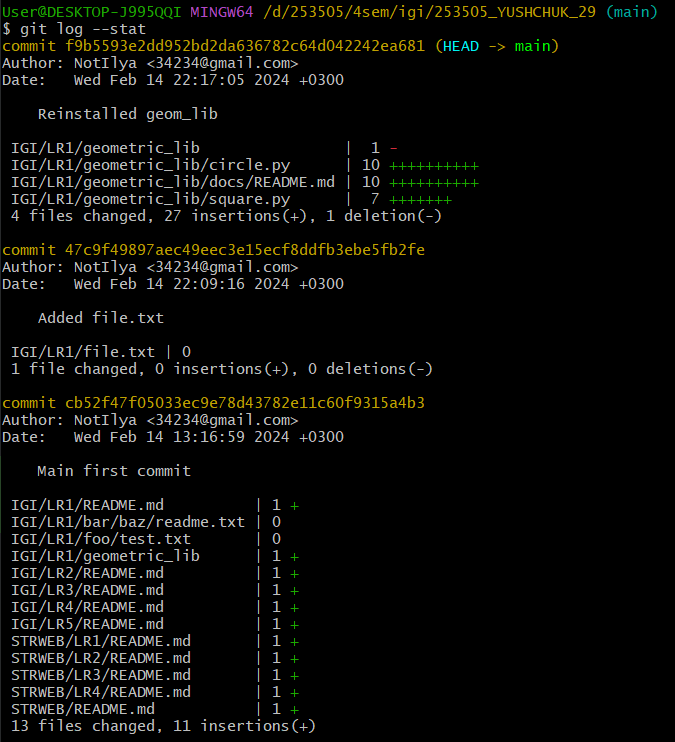 User@DESKTOP-J995QQI MINGW64 /d/253505/4sem/igi/253505_YUSHCHUK_29 (main)
$ git log --stat
commit f9b5593e2dd952bd2da636782c64d042242ea681 (HEAD -> main)
Author: NotIlya <34234@gmail.com>
Date:   Wed Feb 14 22:17:05 2024 +0300

    Reinstalled geom_lib

 IGI/LR1/geometric_lib                |  1 -
 IGI/LR1/geometric_lib/circle.py      | 10 ++++++++++
 IGI/LR1/geometric_lib/docs/README.md | 10 ++++++++++
 IGI/LR1/geometric_lib/square.py      |  7 +++++++
 4 files changed, 27 insertions(+), 1 deletion(-)

commit 47c9f49897aec49eec3e15ecf8ddfb3ebe5fb2fe
Author: NotIlya <34234@gmail.com>
Date:   Wed Feb 14 22:09:16 2024 +0300

    Added file.txt

 IGI/LR1/file.txt | 0
 1 file changed, 0 insertions(+), 0 deletions(-)

commit cb52f47f05033ec9e78d43782e11c60f9315a4b3
Author: NotIlya <34234@gmail.com>
Date:   Wed Feb 14 13:16:59 2024 +0300

    Main first commit

 IGI/LR1/README.md          | 1 +
 IGI/LR1/bar/baz/readme.txt | 0
 IGI/LR1/foo/test.txt       | 0
 IGI/LR1/geometric_lib      | 1 +
 IGI/LR2/README.md          | 1 +
 IGI/LR3/README.md          | 1 +
 IGI/LR4/README.md          | 1 +
 IGI/LR5/README.md          | 1 +
 STRWEB/LR1/README.md       | 1 +
 STRWEB/LR2/README.md       | 1 +
 STRWEB/LR3/README.md       | 1 +
 STRWEB/LR4/README.md       | 1 +
 STRWEB/README.md           | 1 +
 13 files changed, 11 insertions(+)